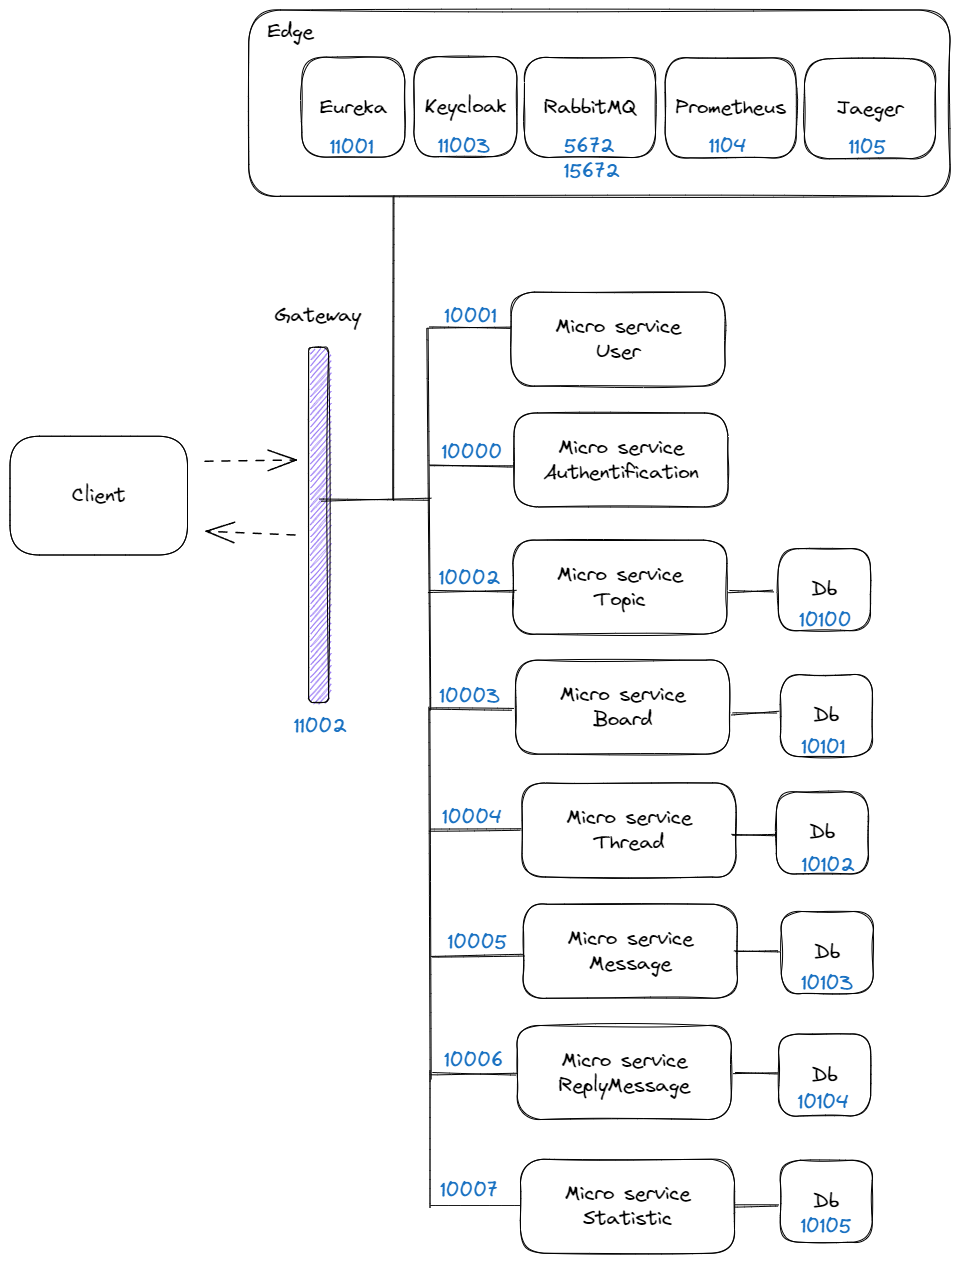 Edge
Eureka
11001
Keycloak
11003
RabbitMQ
5672
15672
Prometheus
1104
Jaeger
1105
Gateway
11002
Client
10001
Micro service
User
10000
Micro service
Authentification
10002
Micro service
Topic
Db
10100
10003
Micro service
Board
Db
10101
10004
Micro service
Thread
Db
10102
10005
Micro service
Message
Db
10103
10006
Micro service
ReplyMessage
Db
10104
10007
Micro service
Statistic
Db
10105